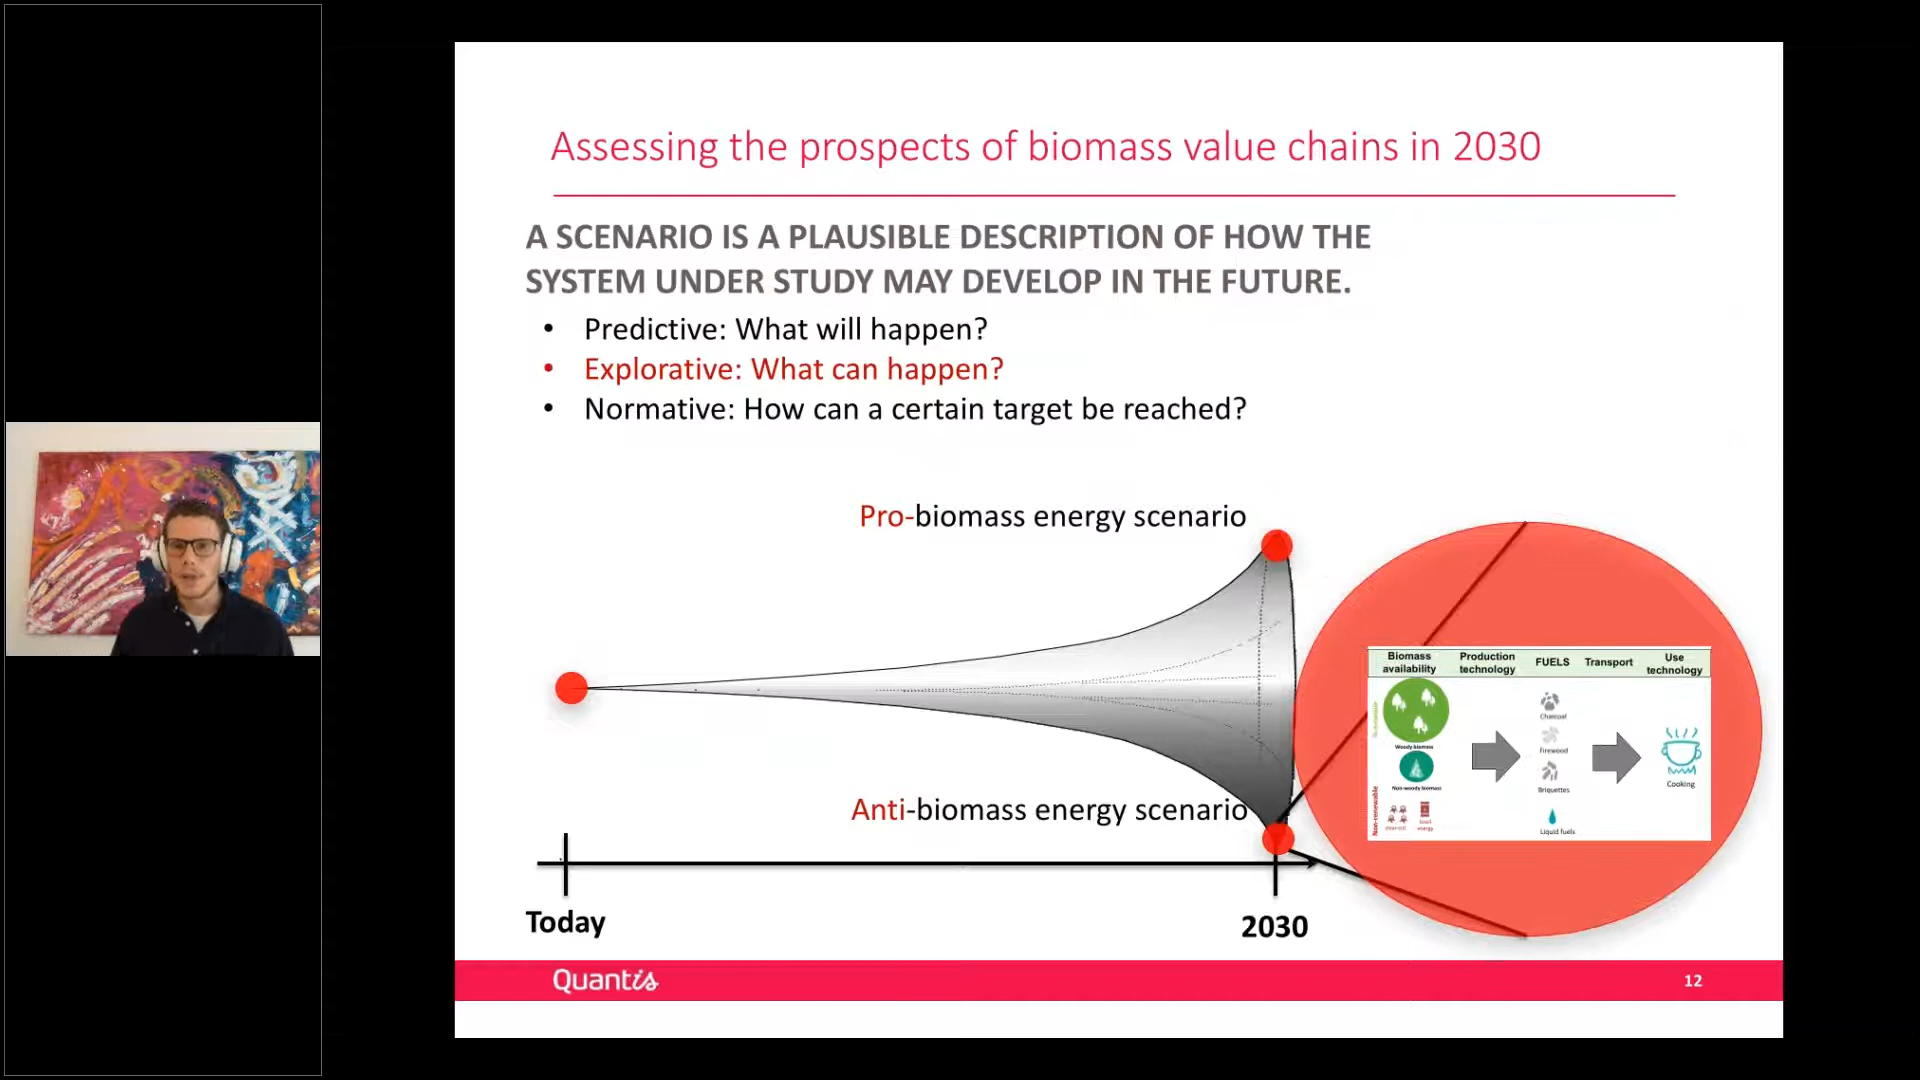 Assessing the prospects of biomass value chains in 2030
A SCENARIO IS A PLAUSIBLE DESCRIPTION OF HOW THE
SYSTEM UNDER STUDY MAY DEVELOP IN THE FUTURE.
• Predictive: What will happen?
• Explorative: What can happen?
• Normative: How can a certain target be reached?
Pro-biomass energy scenario
Anti-biomass energy scenario
Today
2030
Biomass availability
Production technology
FUELS
Transport
Use technology
Woody biomass
Non-woody biomass
Non-renewable
Charcoal
Firewood
Briquettes
Liquid fuels
Cooking
Quantis
12